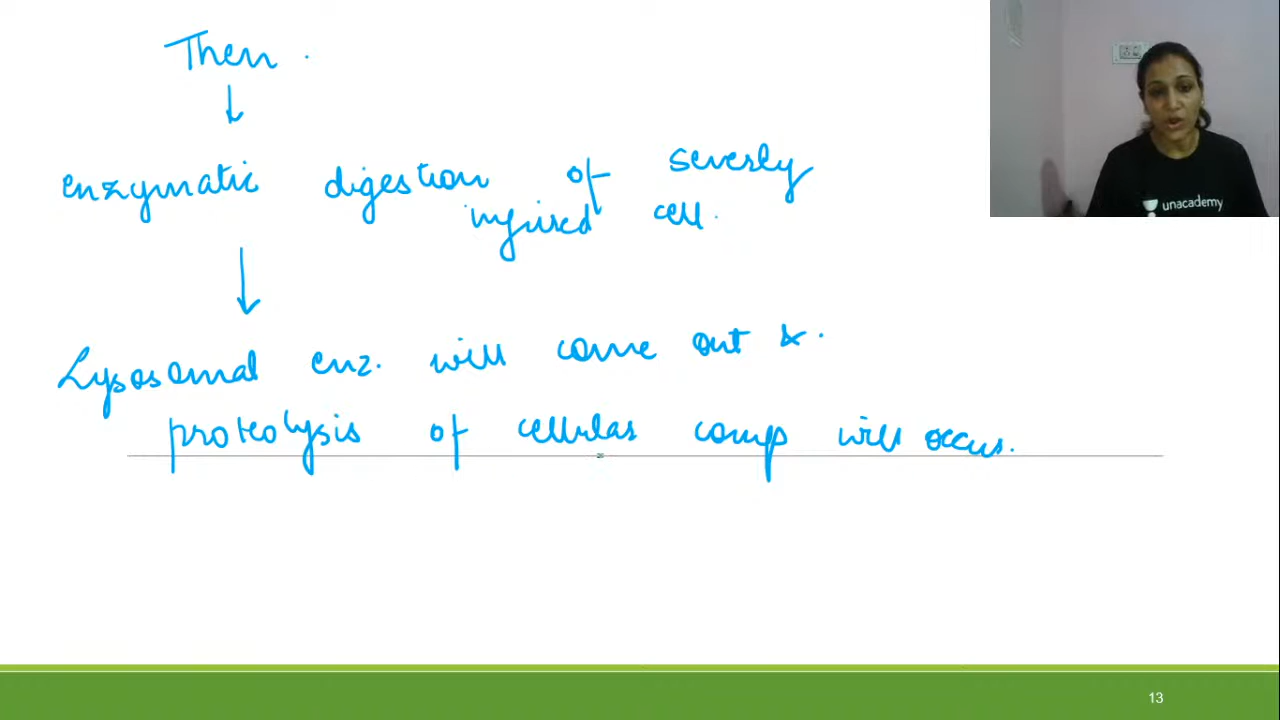 Then.
enzymatic digestion of severly
injured cell.
Lysosomal enz. will come out &.
proteolysis of cellular comp will occur.
unacademy
13